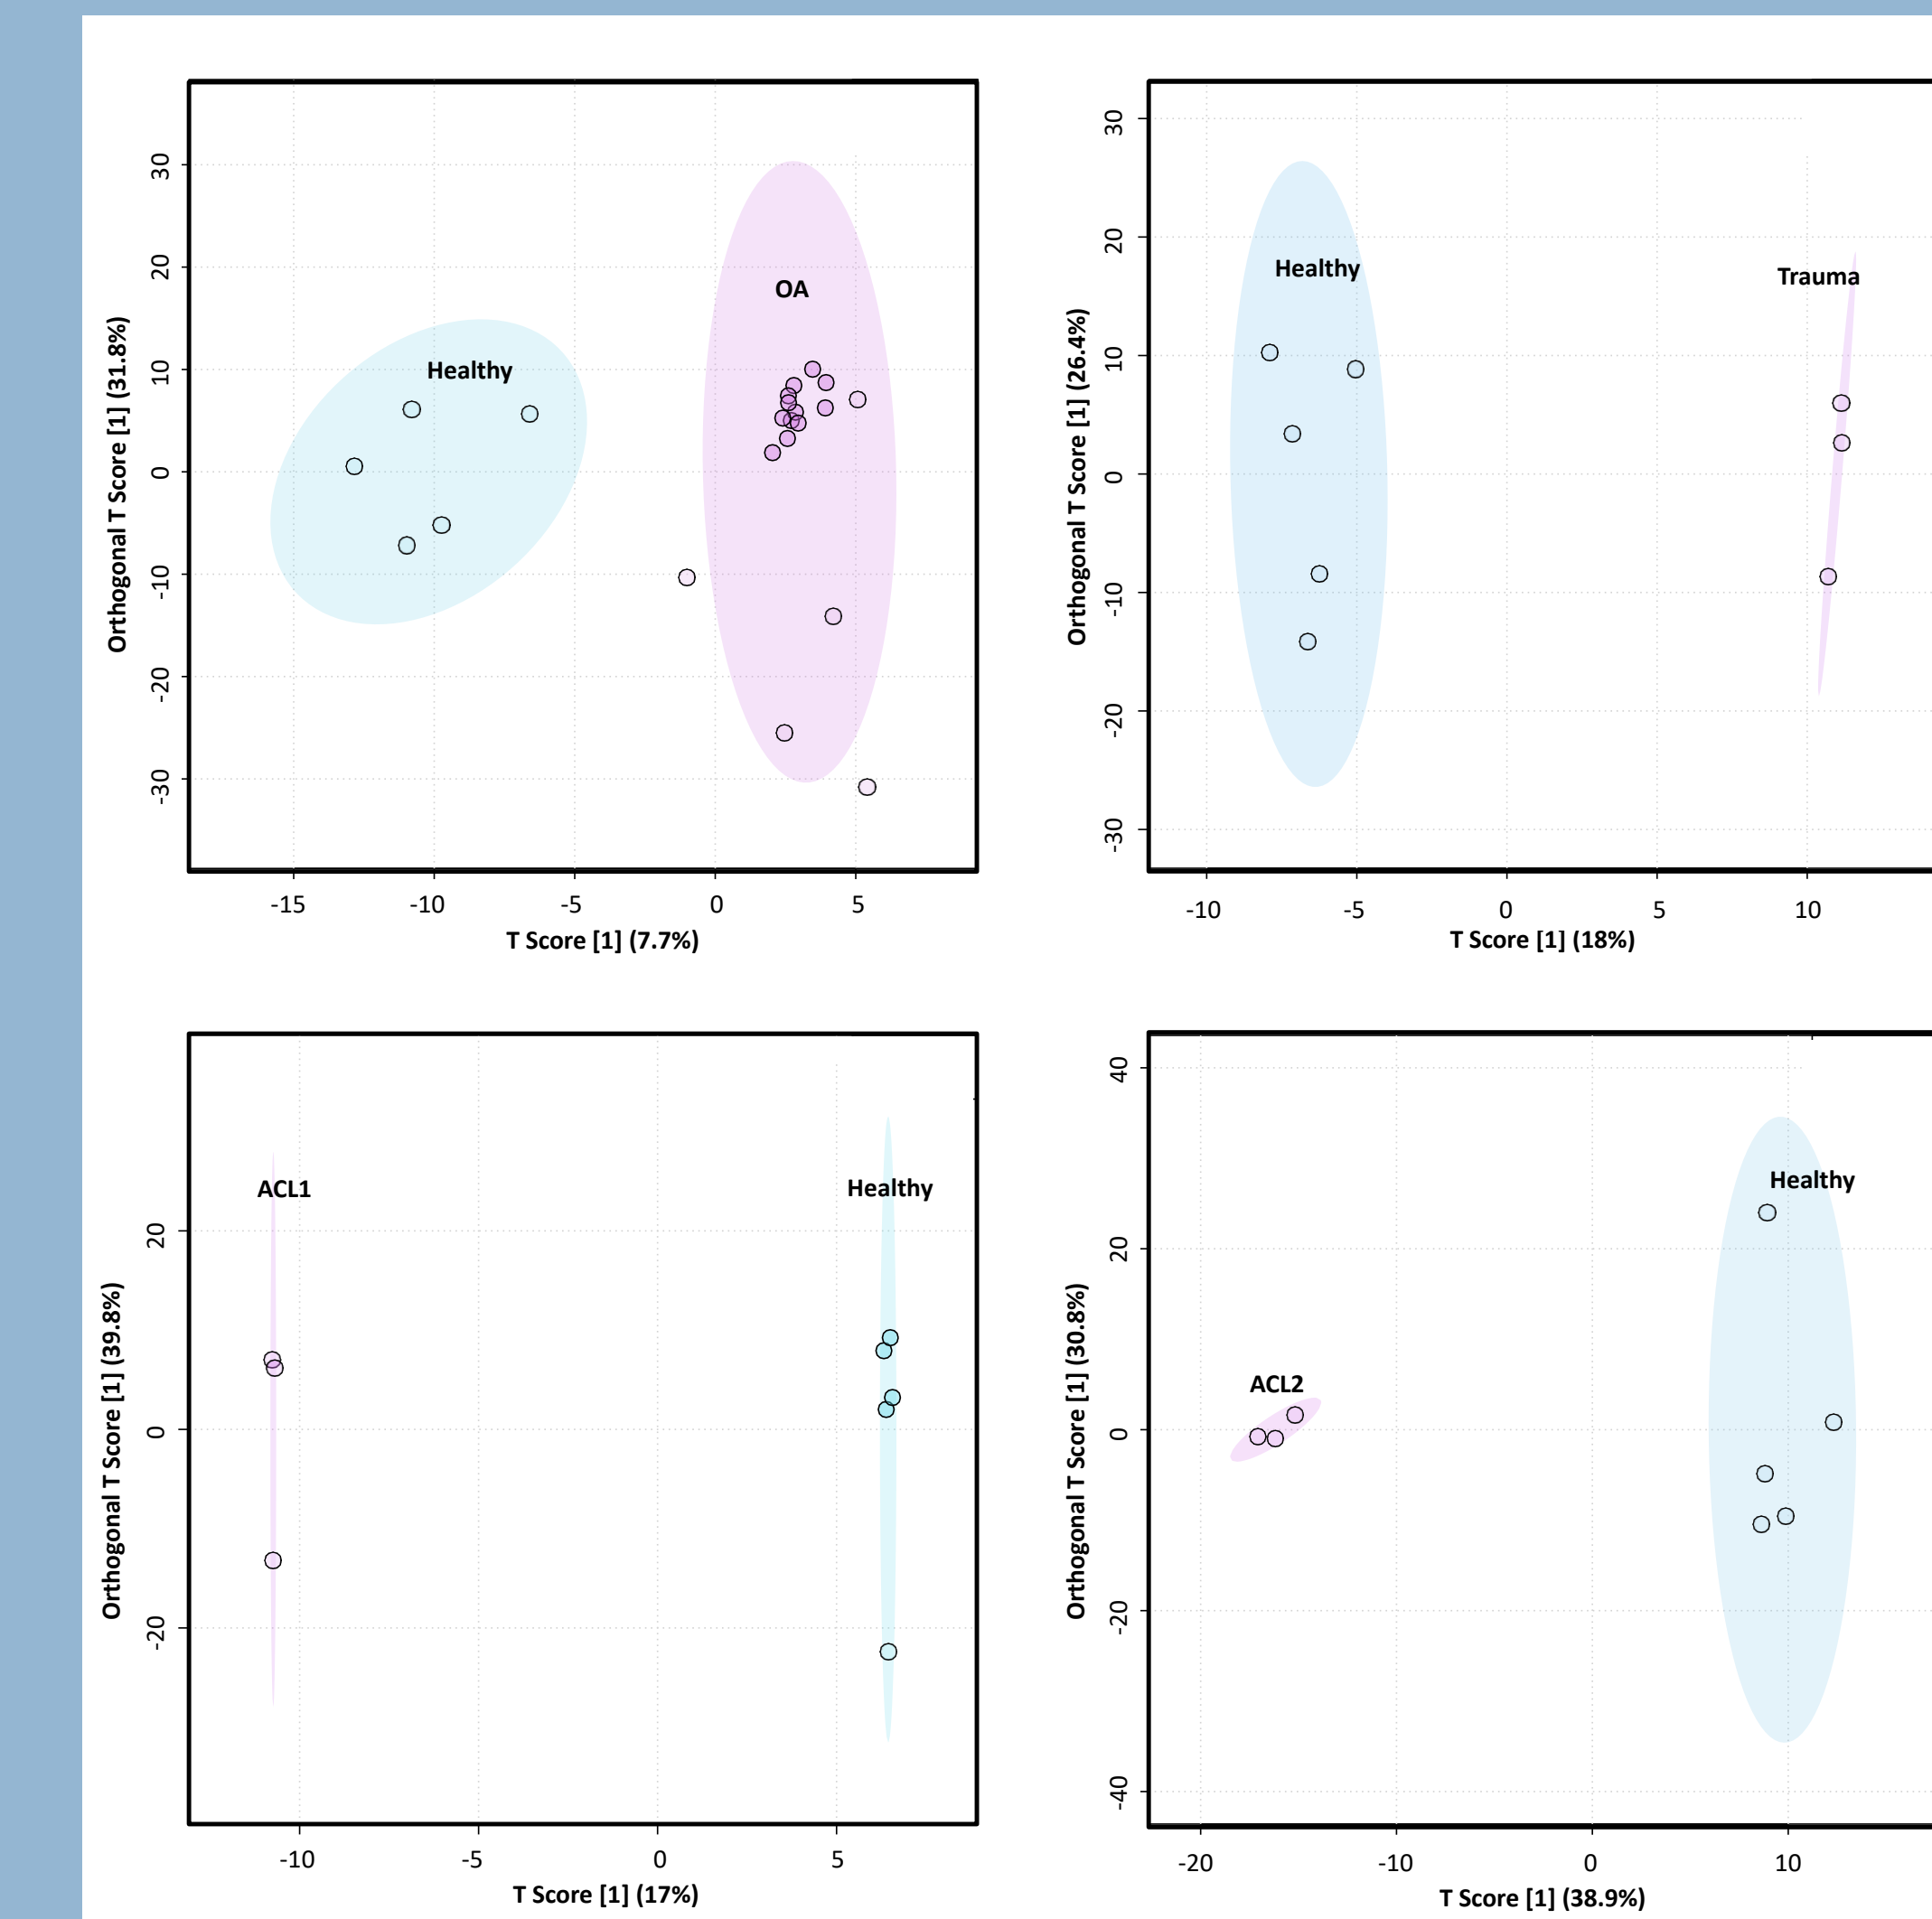 30
20
10
0
-10
-20
-30
Orthogonal T Score [1] (31.8%)
Healthy
OA
-15 -10 -5 0 5
T Score [1] (7.7%)
30
20
10
0
-10
-20
-30
Orthogonal T Score [1] (26.4%)
Healthy
Trauma
-10 -5 0 5 10
T Score [1] (18%)
20
0
-20
Orthogonal T Score [1] (39.8%)
ACL1
Healthy
-10 -5 0 5
T Score [1] (17%)
40
20
0
-20
-40
Orthogonal T Score [1] (30.8%)
Healthy
ACL2
-20 -10 0 10
T Score [1] (38.9%)